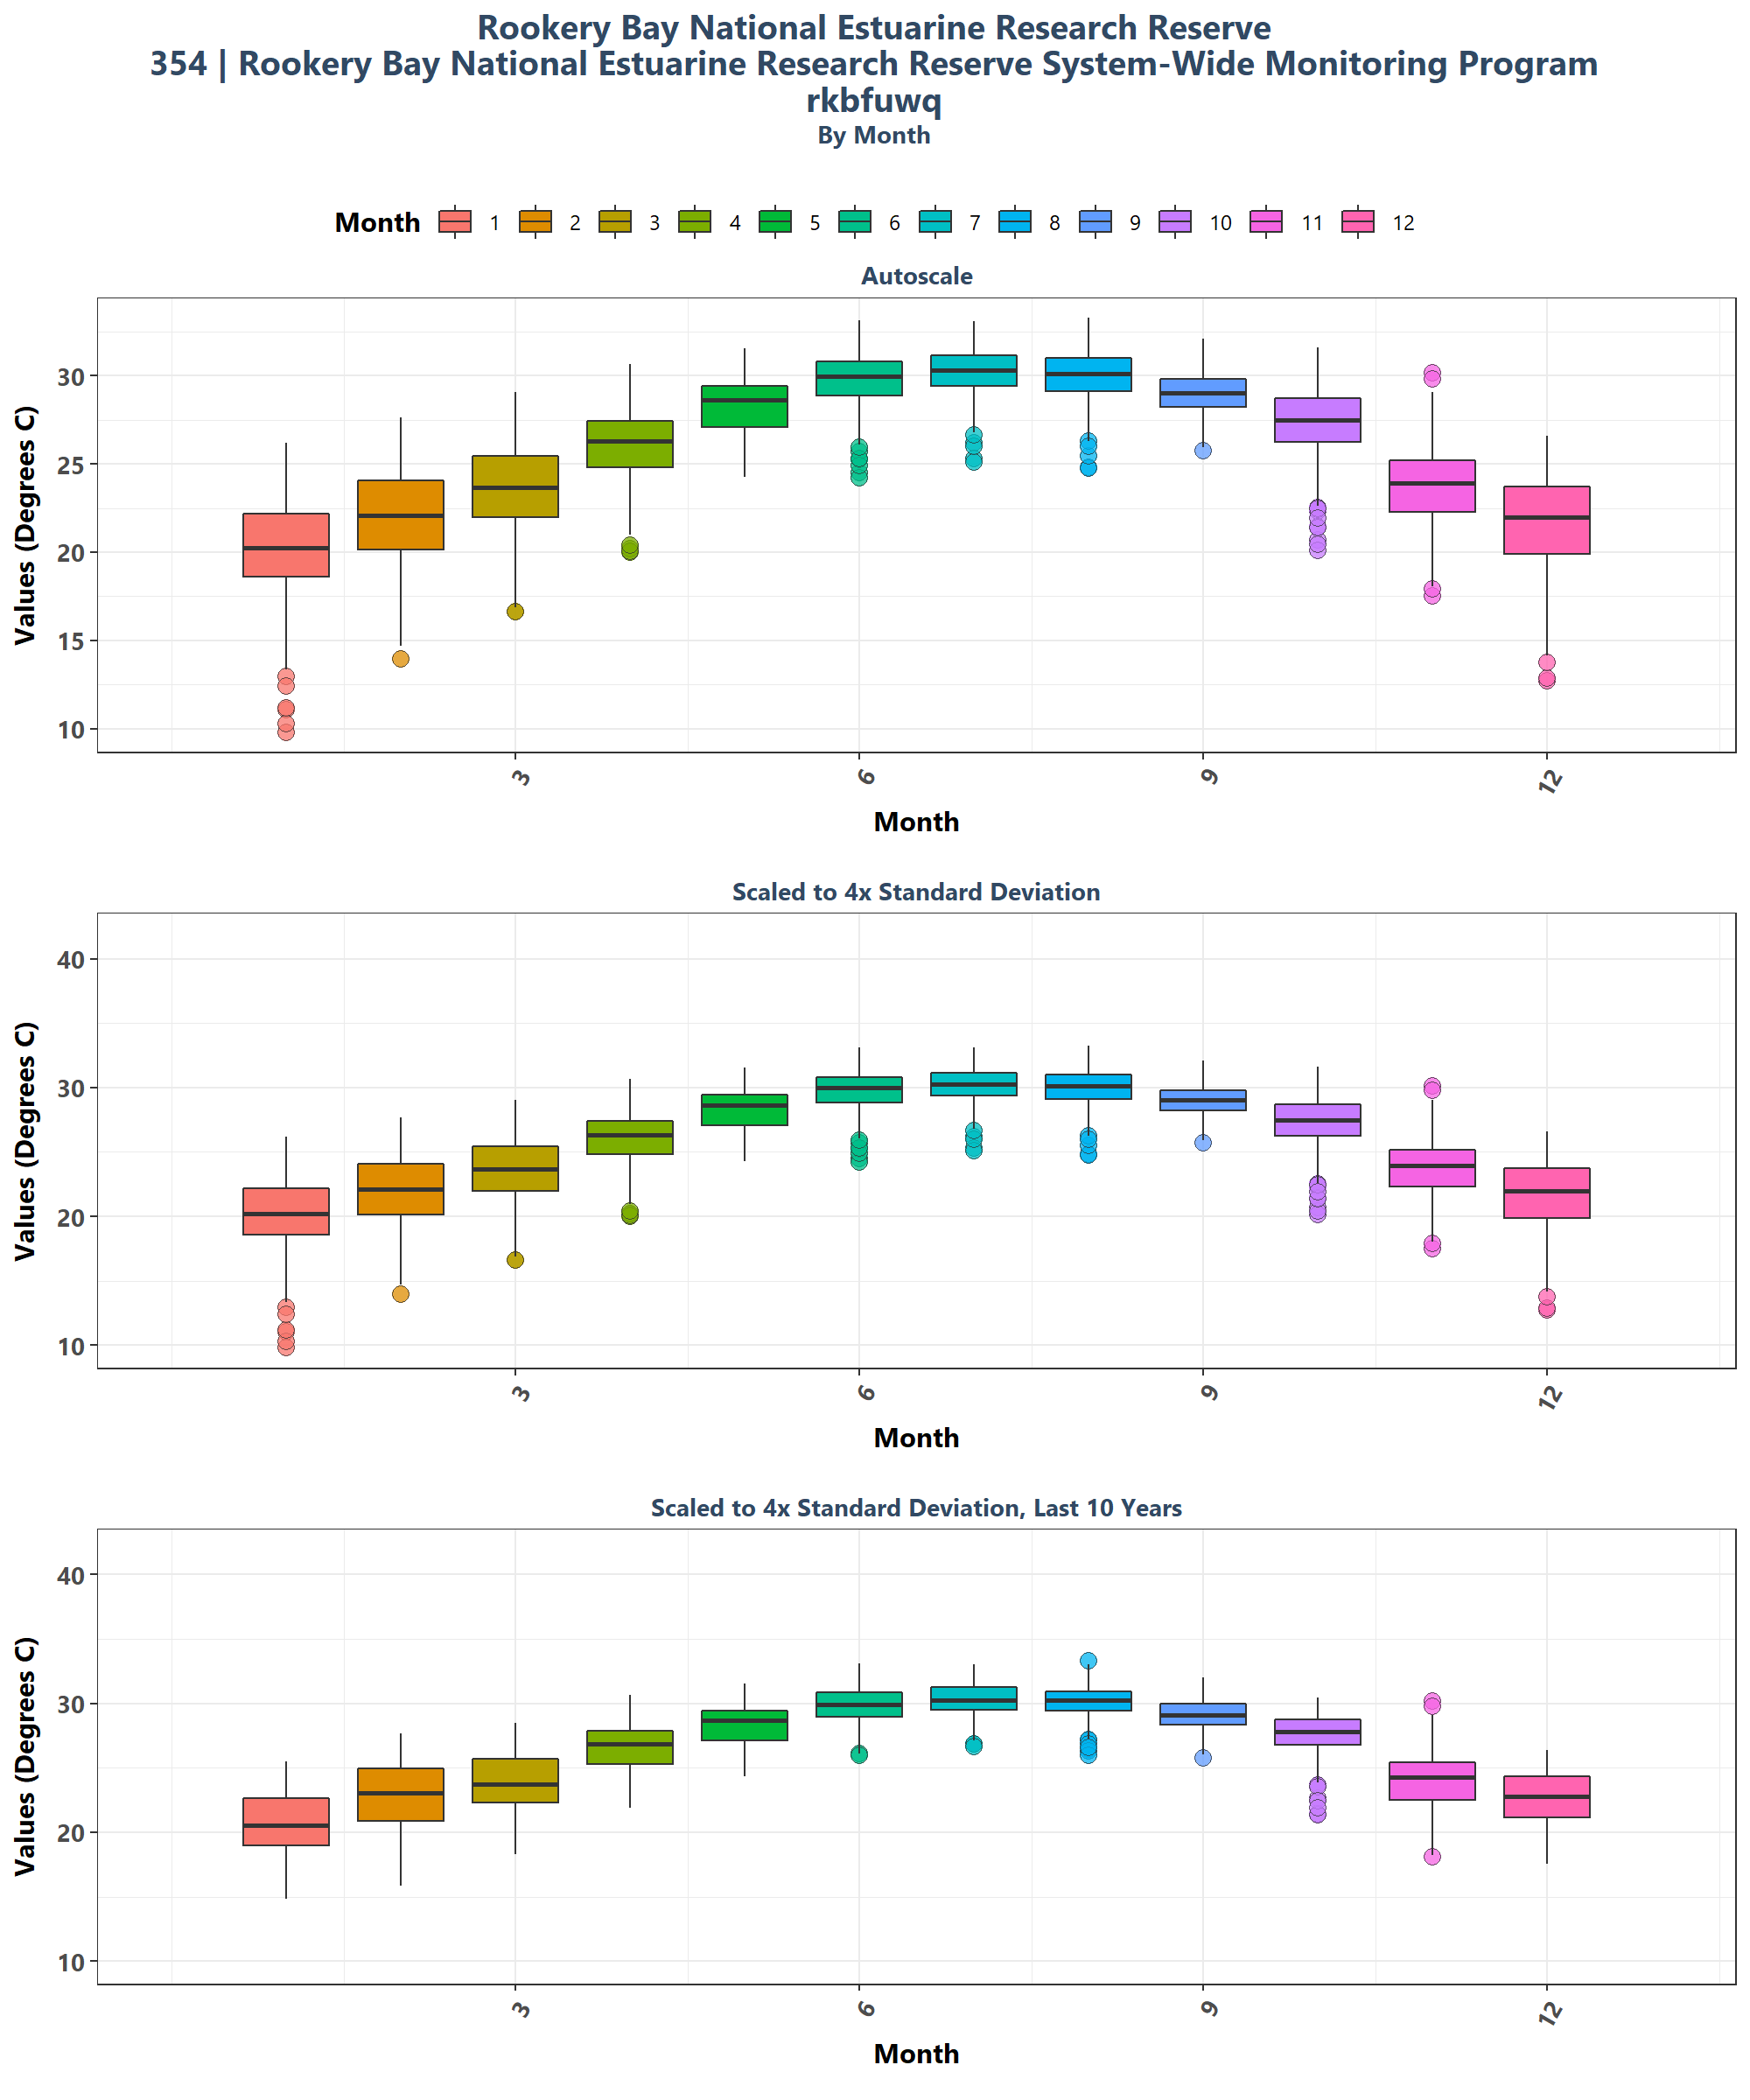 Rookery Bay National Estuarine Research Reserve
354 | Rookery Bay National Estuarine Research Reserve System-Wide Monitoring Program
rkbfuwq
By Month
Month 1 2 3 4 5 6 7 8 9 10 11 12
Autoscale
Values (Degrees C)
30
25
20
15
10
3 6 9 12
Month
Scaled to 4x Standard Deviation
Values (Degrees C)
40
30
20
10
3 6 9 12
Month
Scaled to 4x Standard Deviation, Last 10 Years
Values (Degrees C)
40
30
20
10
3 6 9 12
Month